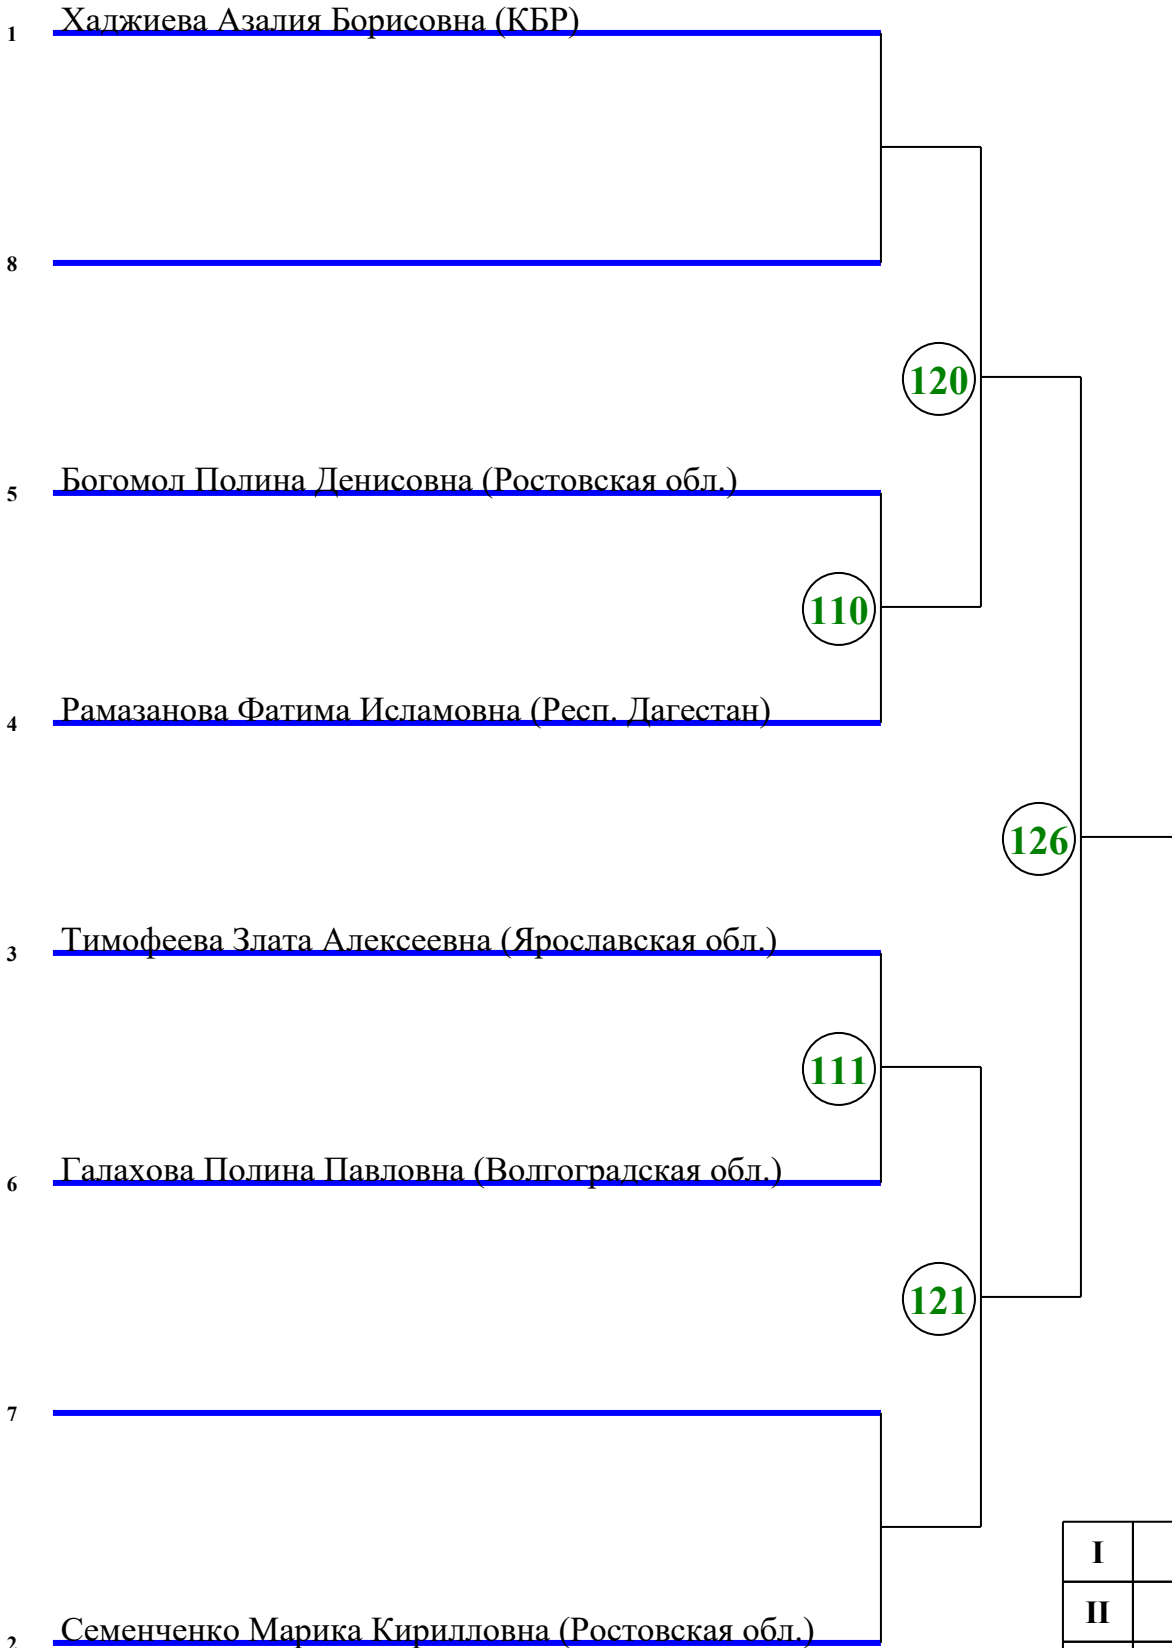 1 Хаджиева Азалия Борисовна (КБР)
8
120
5 Богомол Полина Денисовна (Ростовская обл.)
110
4 Рамазанова Фатима Исламовна (Респ. Дагестан)
126
3 Тимофеева Злата Алексеевна (Ярославская обл.)
111
6 Галахова Полина Павловна (Волгоградская обл.)
121
7
I
II
2 Семенченко Марика Кирилловна (Ростовская обл.)